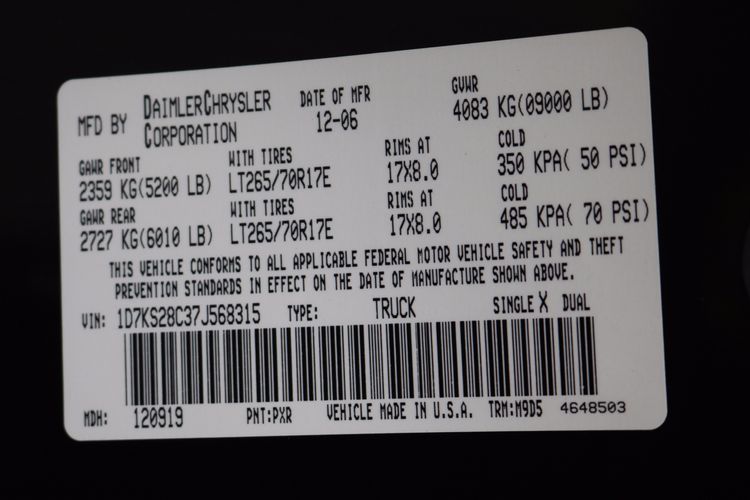 MFD BY DAIMLERCHRYSLER CORPORATION DATE OF MFR 12-06 GVWR 4083 KG(09000 LB)
GAWR FRONT WITH TIRES RIMS AT COLD
2359 KG(5200 LB) LT265/70R17E 17X8.0 350 KPA( 50 PSI)
GAWR REAR WITH TIRES RIMS AT COLD
2727 KG(6010 LB) LT265/70R17E 17X8.0 485 KPA( 70 PSI)
THIS VEHICLE CONFORMS TO ALL APPLICABLE FEDERAL MOTOR VEHICLE SAFETY AND THEFT
PREVENTION STANDARDS IN EFFECT ON THE DATE OF MANUFACTURE SHOWN ABOVE.
VIN: 1D7KS28C37J568315 TYPE: TRUCK SINGLE X DUAL
MDH: 120919 PNT:PXR VEHICLE MADE IN U.S.A. TRM:M9D5 4648503